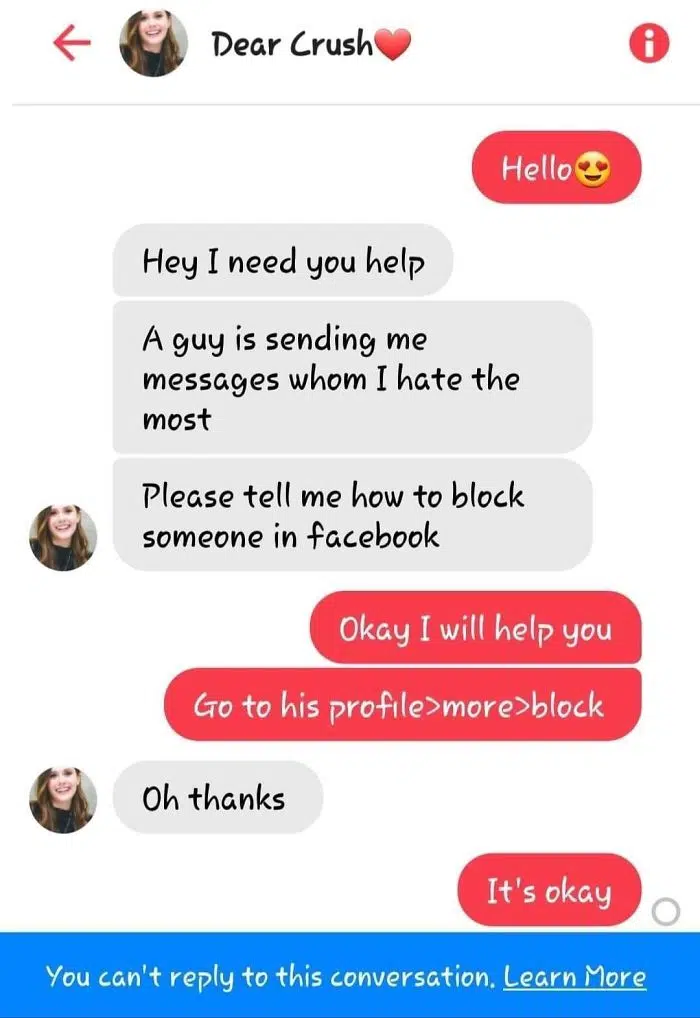 Dear Crush❤️
Hello😍
Hey I need you help
A guy is sending me
messages whom I hate the
most
Please tell me how to block
someone in facebook
Okay I will help you
Go to his profile>more>block
Oh thanks
It's okay
You can't reply to this conversation. Learn More